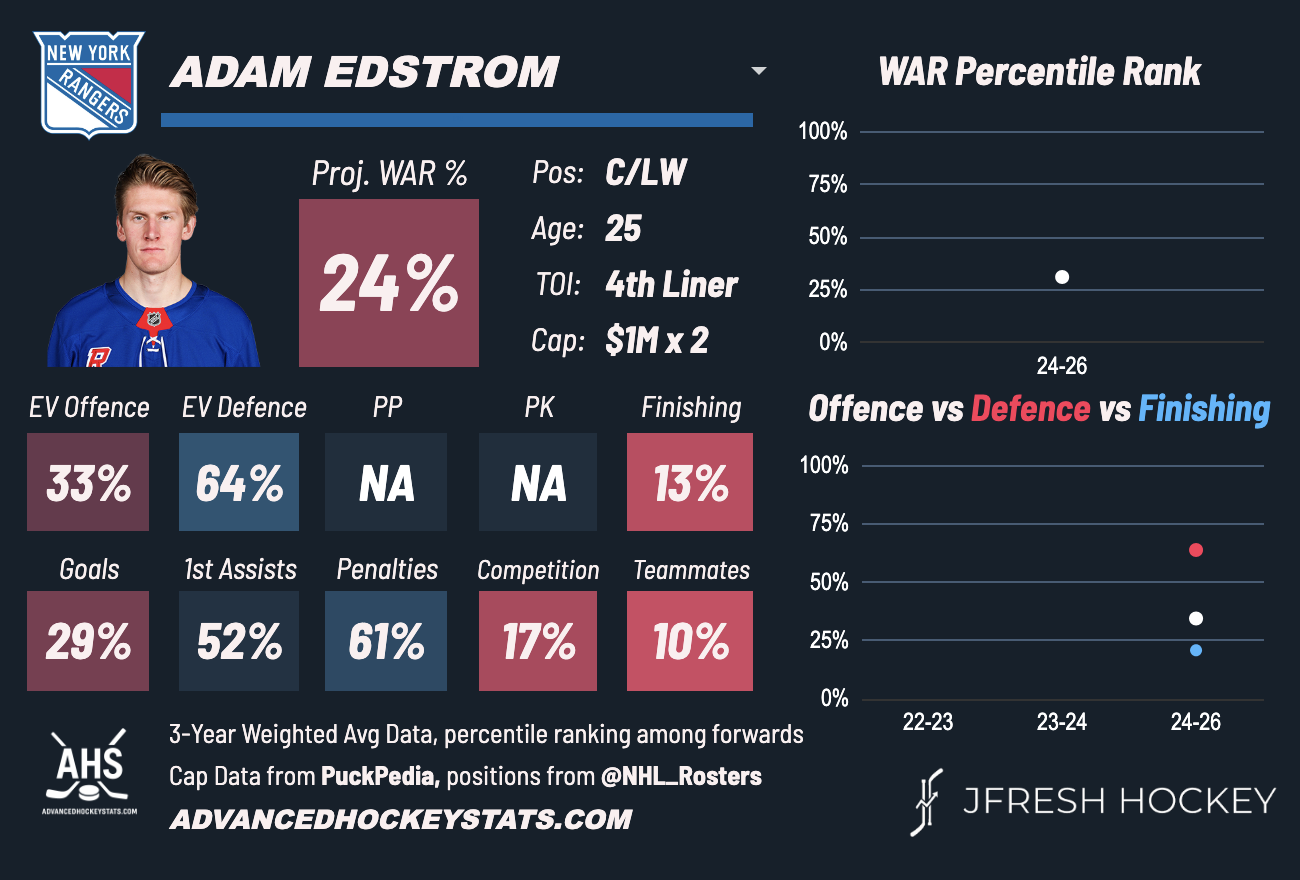 NEW YORK
RANGERS
ADAM EDSTROM
WAR Percentile Rank
Proj. WAR %
24%
Pos: C/LW
Age: 25
TOI: 4th Liner
Cap: $1M x 2
R
100%
75%
50%
25%
0%
24-26
EV Offence EV Defence PP PK Finishing
33% 64% NA NA 13%
Goals 1st Assists Penalties Competition Teammates
29% 52% 61% 17% 10%
Offence vs Defence vs Finishing
100%
75%
50%
25%
0%
22-23 23-24 24-26
AHS
ADVANCEDHOCKEYSTATS.COM
3-Year Weighted Avg Data, percentile ranking among forwards
Cap Data from PuckPedia, positions from @NHL_Rosters
ADVANCEDHOCKEYSTATS.COM
JFRESH HOCKEY